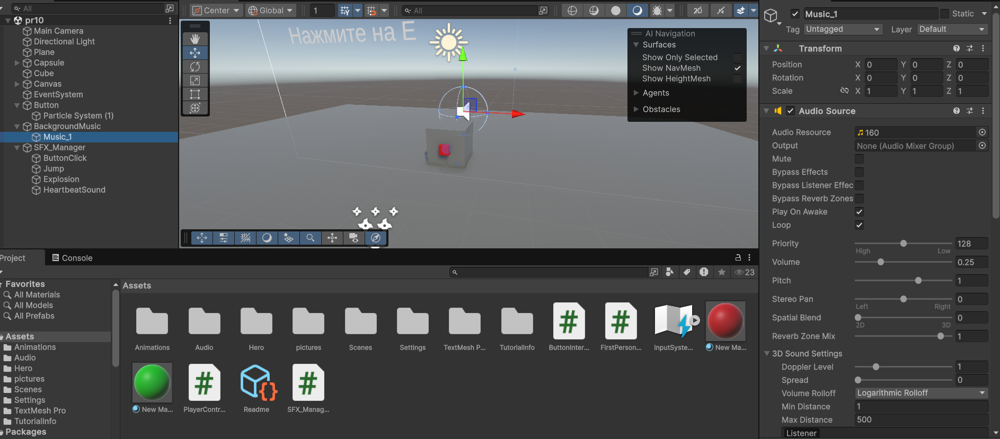 All
pr10
Main Camera
Directional Light
Plane
Capsule
Cube
Canvas
EventSystem
Button
Particle System (1)
BackgroundMusic
Music_1
SFX_Manager
ButtonClick
Jump
Explosion
HeartbeatSound
Center
Global
1
All
2D
Нажмите на E
AI Navigation
Surfaces
Show Only Selected
Show NavMesh
Show HeightMesh
Agents
Obstacles
Project
Console
23
Favorites
All Materials
All Models
All Prefabs
Assets
Animations
Audio
Hero
pictures
Scenes
Settings
TextMesh Pro
TutorialInfo
Packages
Assets
Animations
Audio
Hero
pictures
Scenes
Settings
TextMesh P...
TutorialInfo
ButtonInter...
FirstPerson...
InputSyste...
New Ma...
New Ma...
PlayerContr...
Readme
SFX_Manag...
Music_1
Static
Tag Untagged
Layer Default
Transform
Position X 0 Y 0 Z 0
Rotation X 0 Y 0 Z 0
Scale X 1 Y 1 Z 1
Audio Source
Audio Resource 160
Output None (Audio Mixer Group)
Mute
Bypass Effects
Bypass Listener Effec
Bypass Reverb Zones
Play On Awake
Loop
Priority 128
High Low
Volume 0.25
Pitch 1
Stereo Pan 0
Left Right
Spatial Blend 0
2D 3D
Reverb Zone Mix 1
3D Sound Settings
Doppler Level 1
Spread 0
Volume Rolloff Logarithmic Rolloff
Min Distance 1
Max Distance 500
Listener